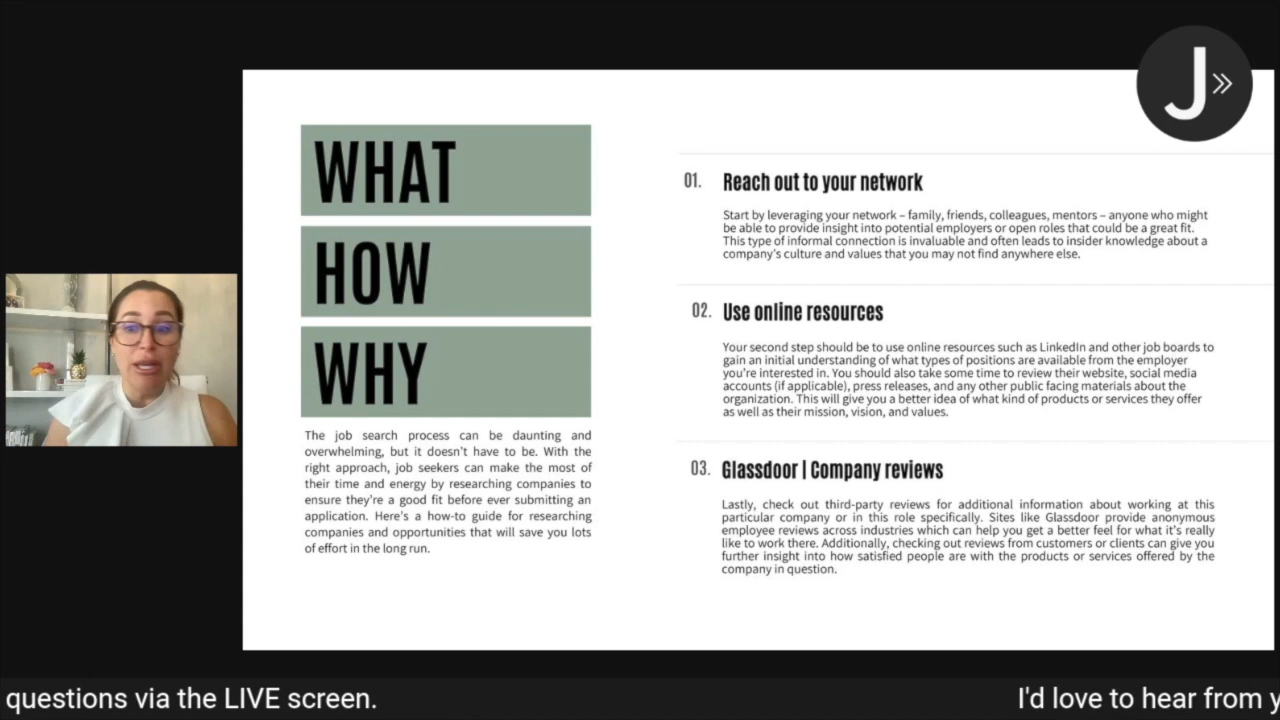 J»
WHAT
HOW
WHY
The job search process can be daunting and
overwhelming, but it doesn't have to be. With the
right approach, job seekers can make the most of
their time and energy by researching companies to
ensure they're a good fit before ever submitting an
application. Here's a how-to guide for researching
companies and opportunities that will save you lots
of effort in the long run.
01. Reach out to your network
Start by leveraging your network – family, friends, colleagues, mentors – anyone who might
be able to provide insight into potential employers or open roles that could be a great fit.
This type of informal connection is invaluable and often leads to insider knowledge about a
company's culture and values that you may not find anywhere else.
02. Use online resources
Your second step should be to use online resources such as LinkedIn and other job boards to
gain an initial understanding of what types of positions are available from the employer
you're interested in. You should also take some time to review their website, social media
accounts (if applicable), press releases, and any other public facing materials about the
organization. This will give you a better idea of what kind of products or services they offer
as well as their mission, vision, and values.
03. Glassdoor | Company reviews
Lastly, check out third-party reviews for additional information about working at this
particular company or in this role specifically. Sites like Glassdoor provide anonymous
employee reviews across industries which can help you get a better feel for what it's really
like to work there. Additionally, checking out reviews from customers or clients can give you
further insight into how satisfied people are with the products or services offered by the
company in question.
questions via the LIVE screen. I'd love to hear from y